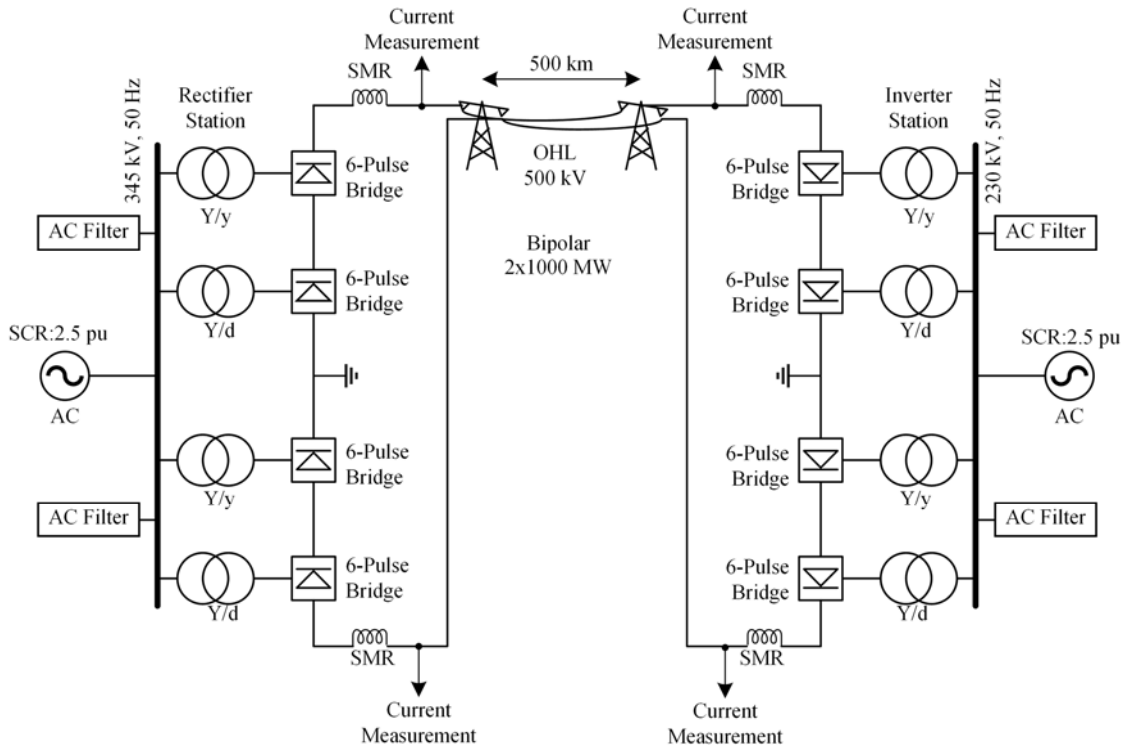 Current
Measurement
Current
Measurement
SMR
500 km
SMR
Rectifier
Station
Inverter
Station
345 kV, 50 Hz
230 kV, 50 Hz
6-Pulse
Bridge
OHL
500 kV
6-Pulse
Bridge
Y/y
Y/y
AC Filter
AC Filter
Bipolar
2x1000 MW
6-Pulse
Bridge
6-Pulse
Bridge
Y/d
Y/d
SCR:2.5 pu
SCR:2.5 pu
AC
AC
6-Pulse
Bridge
6-Pulse
Bridge
Y/y
Y/y
AC Filter
AC Filter
6-Pulse
Bridge
6-Pulse
Bridge
Y/d
Y/d
SMR
SMR
Current
Measurement
Current
Measurement